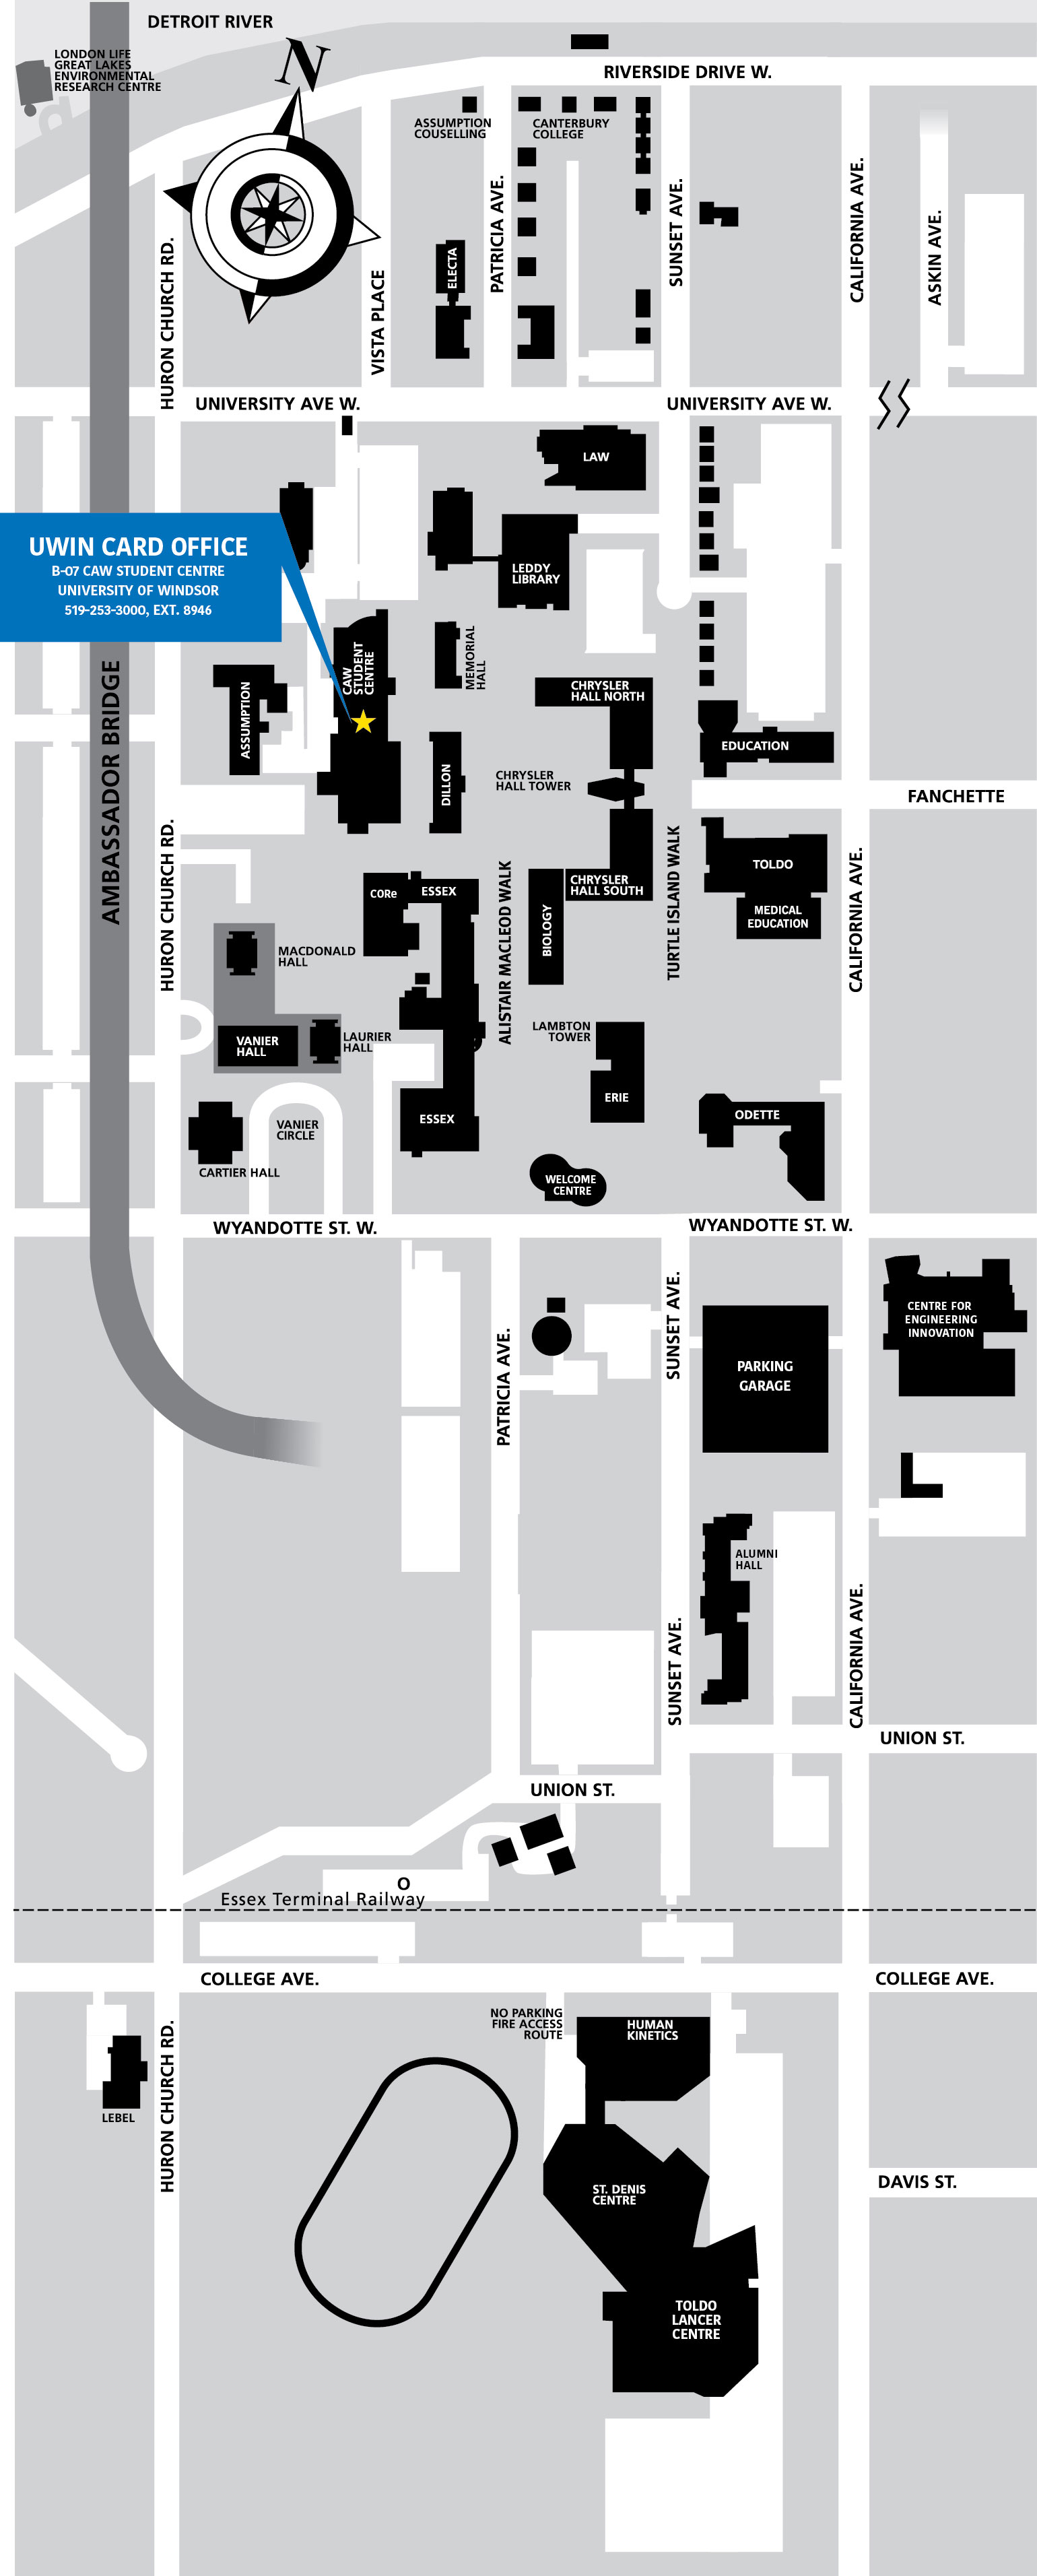 DETROIT RIVER
LONDON LIFE
GREAT LAKES
ENVIRONMENTAL
RESEARCH CENTRE
N
RIVERSIDE DRIVE W.
ASSUMPTION
COUSELLING
CANTERBURY
COLLEGE
HURON CHURCH RD.
VISTA PLACE
ELECTA
PATRICIA AVE.
SUNSET AVE.
CALIFORNIA AVE.
ASKIN AVE.
UNIVERSITY AVE W.
UNIVERSITY AVE W.
LAW
LEDDY
LIBRARY
UWIN CARD OFFICE
B-07 CAW STUDENT CENTRE
UNIVERSITY OF WINDSOR
519-253-3000, EXT. 8946
AMBASSADOR BRIDGE
CAW
STUDENT
CENTRE
MEMORIAL
HALL
ASSUMPTION
CHRYSLER
HALL NORTH
EDUCATION
DILLON
CHRYSLER
HALL TOWER
FANCHETTE
HURON CHURCH RD.
TURTLE ISLAND WALK
TOLDO
MEDICAL
EDUCATION
CALIFORNIA AVE.
CORe
ESSEX
ALISTAIR MACLEOD WALK
CHRYSLER
HALL SOUTH
BIOLOGY
MACDONALD
HALL
VANIER
HALL
LAURIER
HALL
LAMBTON
TOWER
ERIE
ESSEX
ODETTE
VANIER
CIRCLE
CARTIER HALL
WELCOME
CENTRE
WYANDOTTE ST. W.
WYANDOTTE ST. W.
PATRICIA AVE.
SUNSET AVE.
PARKING
GARAGE
CENTRE FOR
ENGINEERING
INNOVATION
ALUMNI
HALL
SUNSET AVE.
CALIFORNIA AVE.
UNION ST.
UNION ST.
O
Essex Terminal Railway
COLLEGE AVE.
COLLEGE AVE.
NO PARKING
FIRE ACCESS
ROUTE
HUMAN
KINETICS
HURON CHURCH RD.
LEBEL
ST. DENIS
CENTRE
DAVIS ST.
TOLDO
LANCER
CENTRE